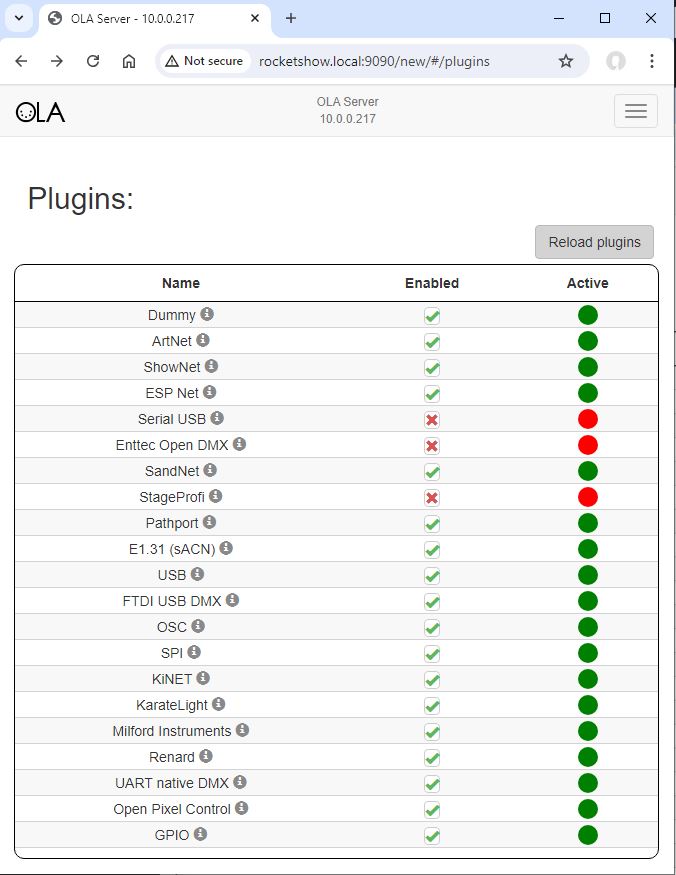 OLA Server - 10.0.0.217
Not secure
rocketshow.local:9090/new/#/plugins
OLA
OLA Server
10.0.0.217
Plugins:
Reload plugins
Name Enabled Active
Dummy
ArtNet
ShowNet
ESP Net
Serial USB
Enttec Open DMX
SandNet
StageProfi
Pathport
E1.31 (sACN)
USB
FTDI USB DMX
OSC
SPI
KiNET
KarateLight
Milford Instruments
Renard
UART native DMX
Open Pixel Control
GPIO